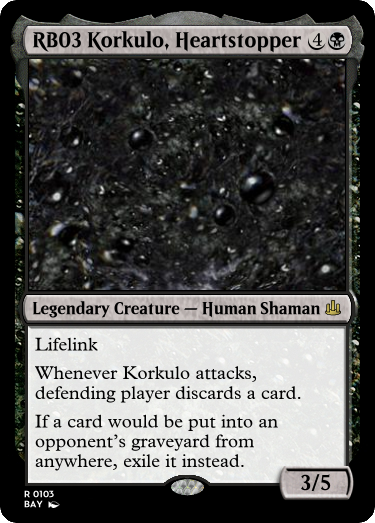 RB03 Korkulo, Heartstopper 4
Legendary Creature — Human Shaman
Lifelink
Whenever Korkulo attacks,
defending player discards a card.
If a card would be put into an
opponent's graveyard from
anywhere, exile it instead.
3/5
R 0103
BAY